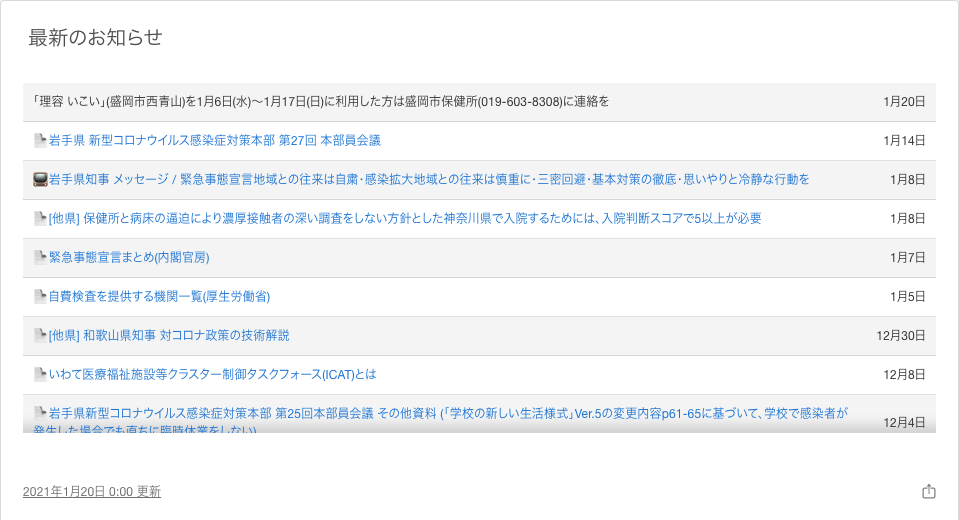 最新のお知らせ
「理容 いこい」(盛岡市西青山)を1月6日(水)〜1月17日(日)に利用した方は盛岡市保健所(019-603-8308)に連絡を 1月20日
岩手県 新型コロナウイルス感染症対策本部 第27回 本部員会議 1月14日
岩手県知事 メッセージ / 緊急事態宣言地域との往来は自粛・感染拡大地域との往来は慎重に・三密回避・基本対策の徹底・思いやりと冷静な行動を 1月8日
[他県] 保健所と病床の逼迫により濃厚接触者の深い調査をしない方針とした神奈川県で入院するためには、入院判断スコアで5以上が必要 1月8日
緊急事態宣言まとめ(内閣官房) 1月7日
自費検査を提供する機関一覧(厚生労働省) 1月5日
[他県] 和歌山県知事 対コロナ政策の技術解説 12月30日
いわて医療福祉施設等クラスター制御タスクフォース(ICAT)とは 12月8日
岩手県新型コロナウイルス感染症対策本部 第25回本部員会議 その他資料 (「学校の新しい生活様式」Ver.5の変更内容p61-65に基づいて、学校で感染者が 12月4日
発生した場合でも直ちに臨時休業をしない)
2021年1月20日 0:00 更新